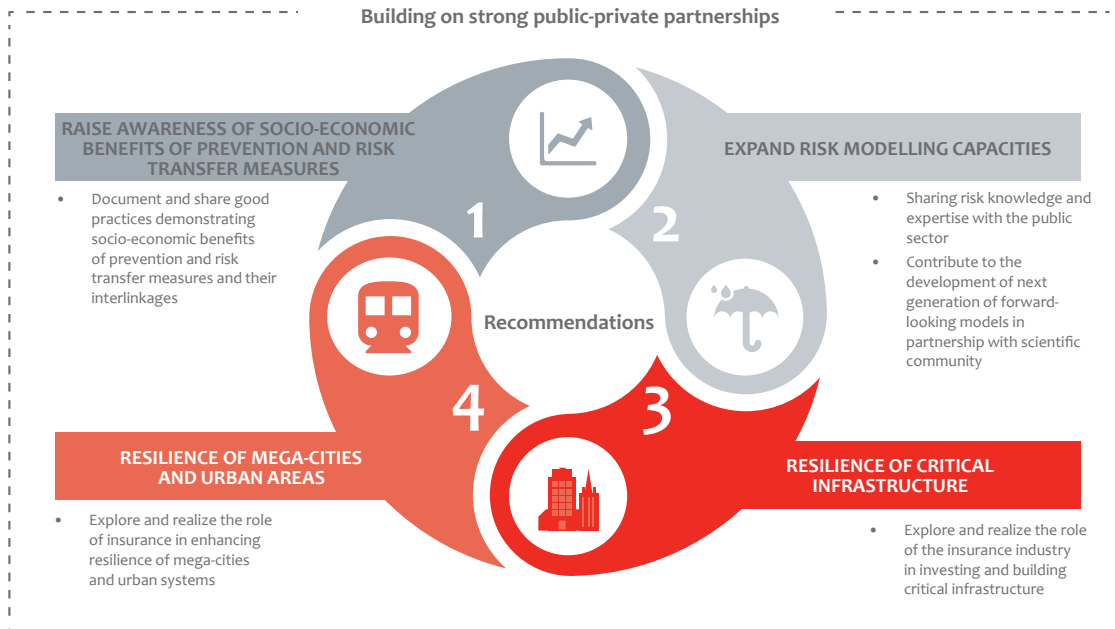 Building on strong public-private partnerships
RAISE AWARENESS OF SOCIO-ECONOMIC
BENEFITS OF PREVENTION AND RISK
TRANSFER MEASURES
• Document and share good
practices demonstrating
socio-economic benefits
of prevention and risk
transfer measures and their
interlinkages
1
EXPAND RISK MODELLING CAPACITIES
• Sharing risk knowledge and
expertise with the public
sector
• Contribute to the
development of next
generation of forward-
looking models in
partnership with scientific
community
2
Recommendations
3
RESILIENCE OF CRITICAL
INFRASTRUCTURE
• Explore and realize the role
of the insurance industry
in investing and building
critical infrastructure
4
RESILIENCE OF MEGA-CITIES
AND URBAN AREAS
• Explore and realize the role
of insurance in enhancing
resilience of mega-cities
and urban systems